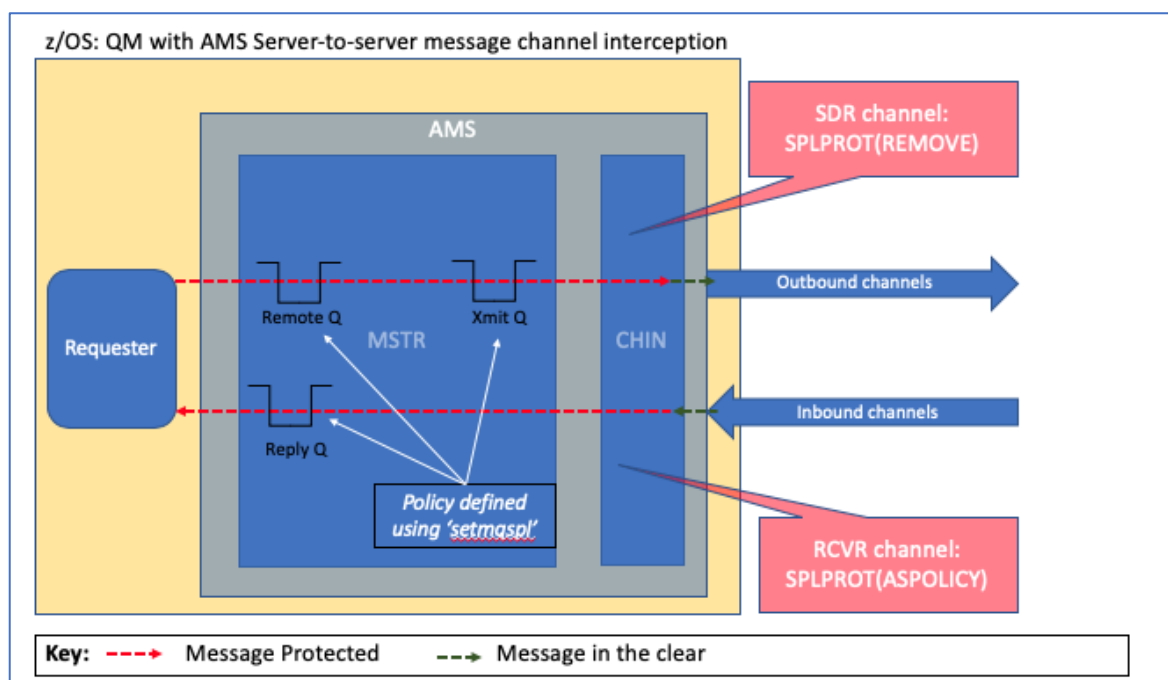 z/OS: QM with AMS Server-to-server message channel interception
AMS
SDR channel:
SPLPROT(REMOVE)
Remote Q
Xmit Q
Outbound channels
Requester
MSTR
CHIN
Inbound channels
Reply Q
Policy defined
using ‘setmqspl’
RCVR channel:
SPLPROT(ASPOLICY)
Key: Message Protected Message in the clear